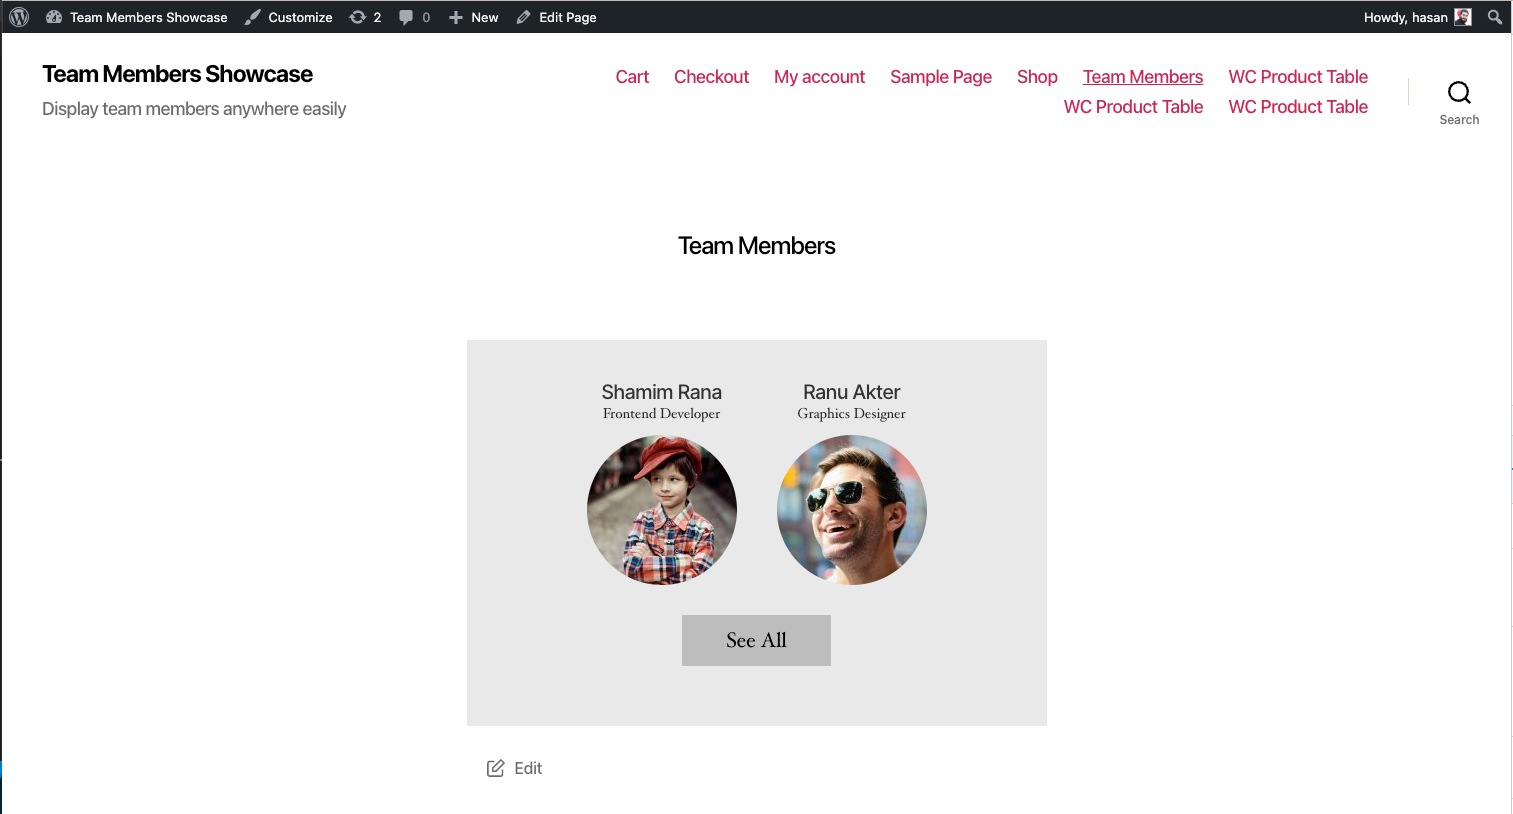 Team Members Showcase Customize 2 0 New Edit Page Howdy, hasan
Team Members Showcase
Display team members anywhere easily
Cart Checkout My account Sample Page Shop Team Members WC Product Table
WC Product Table WC Product Table
Search
Team Members
Shamim Rana
Frontend Developer
Ranu Akter
Graphics Designer
See All
Edit